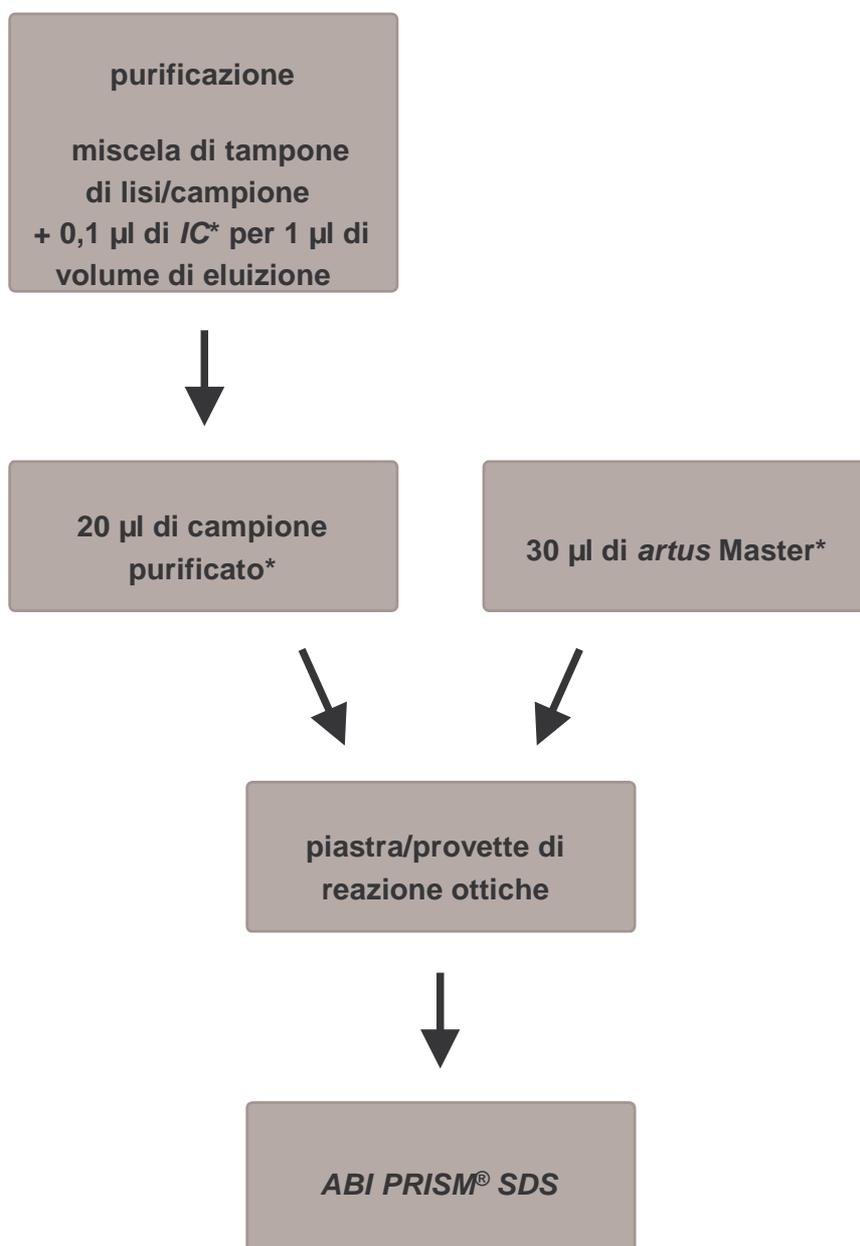 purificazione
miscela di tampone
di lisi/campione
+ 0,1 µl di IC* per 1 µl di
volume di eluizione
20 µl di campione
purificato*
30 µl di artus Master*
piastra/provette di
reazione ottiche
ABI PRISM® SDS